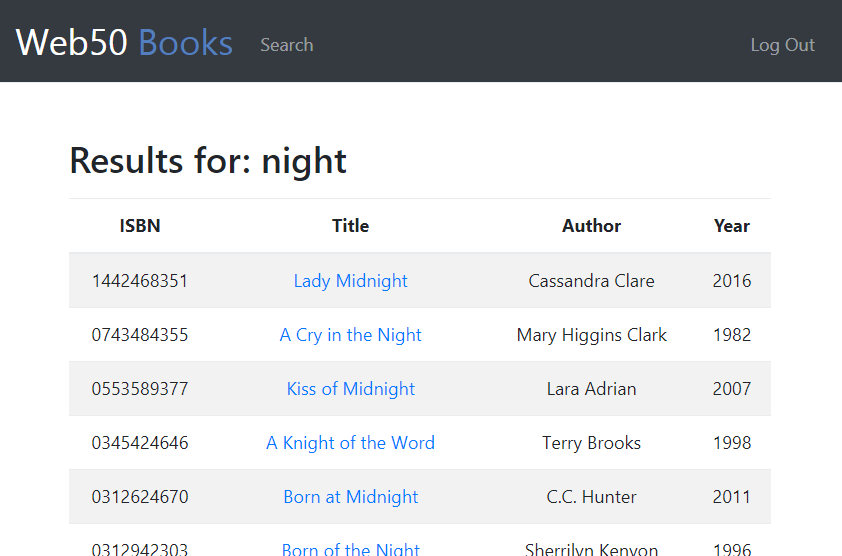 Web50 Books Search Log Out
Results for: night
ISBN Title Author Year
1442468351 Lady Midnight Cassandra Clare 2016
0743484355 A Cry in the Night Mary Higgins Clark 1982
0553589377 Kiss of Midnight Lara Adrian 2007
0345424646 A Knight of the Word Terry Brooks 1998
0312624670 Born at Midnight C.C. Hunter 2011
0312942303 Born of the Night Sherrilyn Kenyon 1996